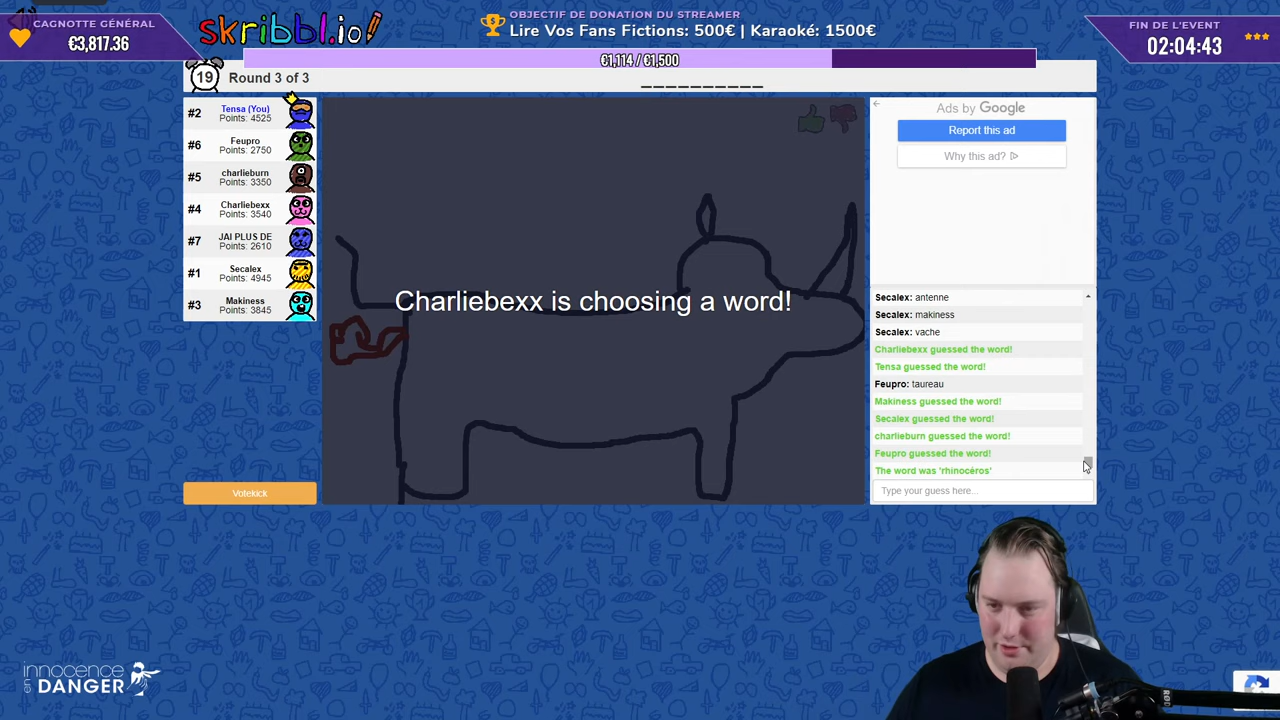 CAGNOTTE GÉNÉRAL
€3,817.36
skribbl.io
OBJECTIF DE DONATION DU STREAMER
Lire Vos Fans Fictions: 500€ | Karaoké: 1500€
€1,114 / €1,500
FIN DE L'EVENT
02:04:43
19
Round 3 of 3
__________
#2
Tensa (You)
Points: 4525
#6
Feupro
Points: 2750
#5
charlieburn
Points: 3350
#4
Charliebexx
Points: 3540
#7
JAI PLUS DE
Points: 2610
#1
Secalex
Points: 4945
#3
Makiness
Points: 3845
Votekick
Charliebexx is choosing a word!
Ads by Google
Report this ad
Why this ad?
Secalex: antenne
Secalex: makiness
Secalex: vache
Charliebexx guessed the word!
Tensa guessed the word!
Feupro: taureau
Makiness guessed the word!
Secalex guessed the word!
charlieburn guessed the word!
Feupro guessed the word!
The word was 'rhinocéros'
Type your guess here...
innocence
en DANGER